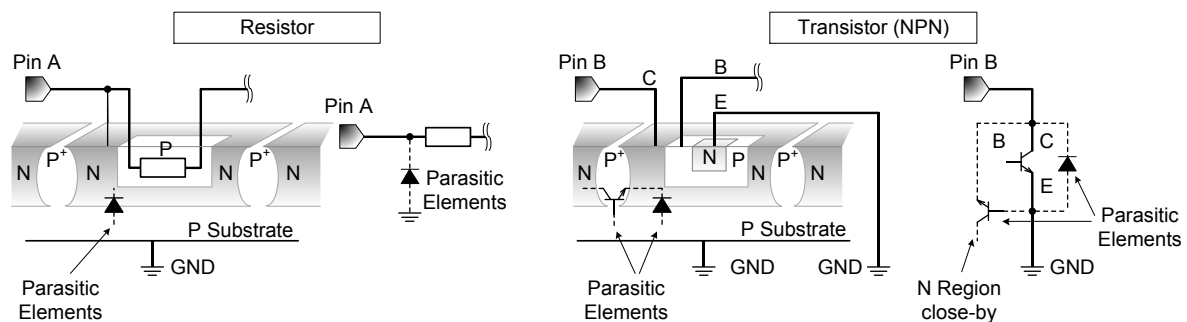 Resistor
Pin A
N
P+
N
P
N
P+
N
P Substrate
GND
Parasitic
Elements
Pin A
Parasitic
Elements
Transistor (NPN)
Pin B
C
B
E
N
P+
N
N
P
P+
N
N
P Substrate
GND
GND
Parasitic
Elements
Pin B
B
C
E
Parasitic
Elements
GND
N Region
close-by